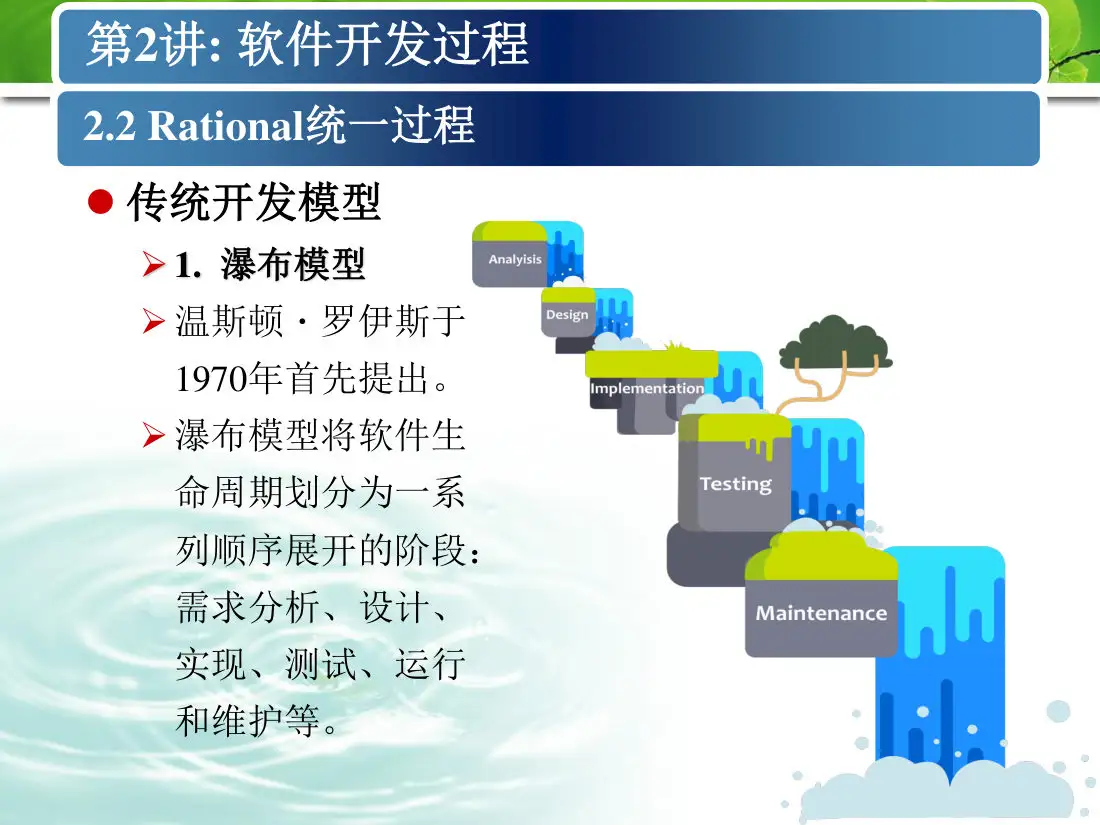 第2讲: 软件开发过程
2.2 Rational统一过程
传统开发模型
1. 瀑布模型
温斯顿·罗伊斯于
1970年首先提出。
瀑布模型将软件生
命周期划分为一系
列顺序展开的阶段：
需求分析、设计、
实现、测试、运行
和维护等。
Analyisis
Design
Implementation
Testing
Maintenance